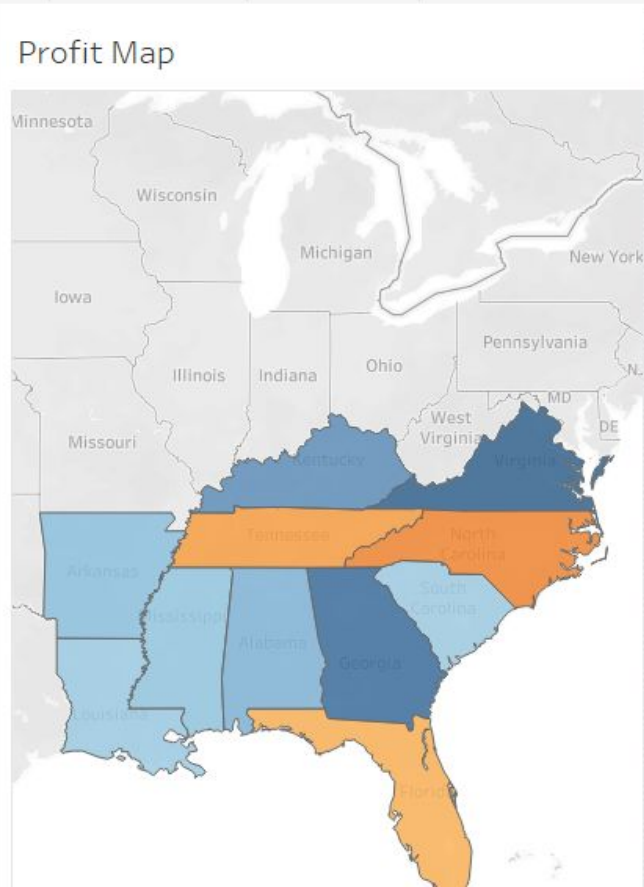 Profit Map
Minnesota
Wisconsin
Michigan
New York
Iowa
Pennsylvania
Illinois
Indiana
Ohio
N.
MD
West
Virginia
DE
Missouri
Kentucky
Virginia
Tennessee
North
Carolina
Arkansas
South
Carolina
Mississippi
Alabama
Georgia
Louisiana
Florida